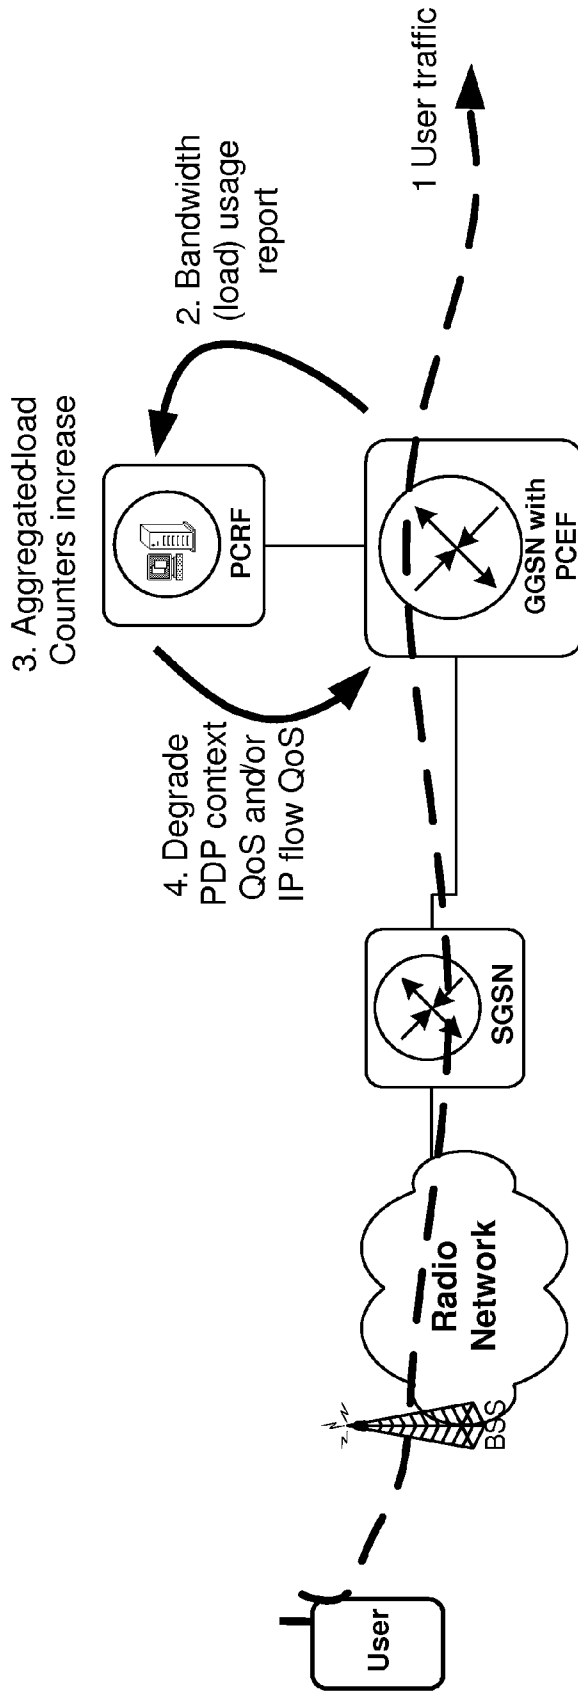 3. Aggregated-load
Counters increase
2. Bandwidth
(load) usage
report
1 User traffic
PCRF
4. Degrade
PDP context
QoS and/or
IP flow QoS
GGSN with
PCEF
SGSN
Radio
Network
BSS
User